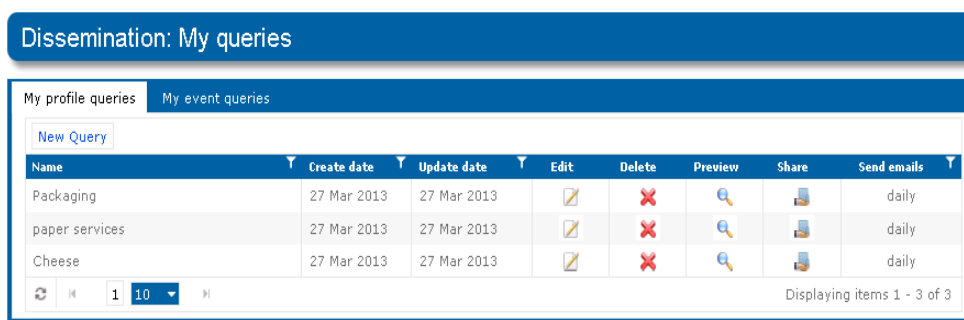 Dissemination: My queries
My profile queries My event queries
New Query
Name Create date Update date Edit Delete Preview Share Send emails
Packaging 27 Mar 2013 27 Mar 2013 daily
paper services 27 Mar 2013 27 Mar 2013 daily
Cheese 27 Mar 2013 27 Mar 2013 daily
1 10 Displaying items 1 - 3 of 3